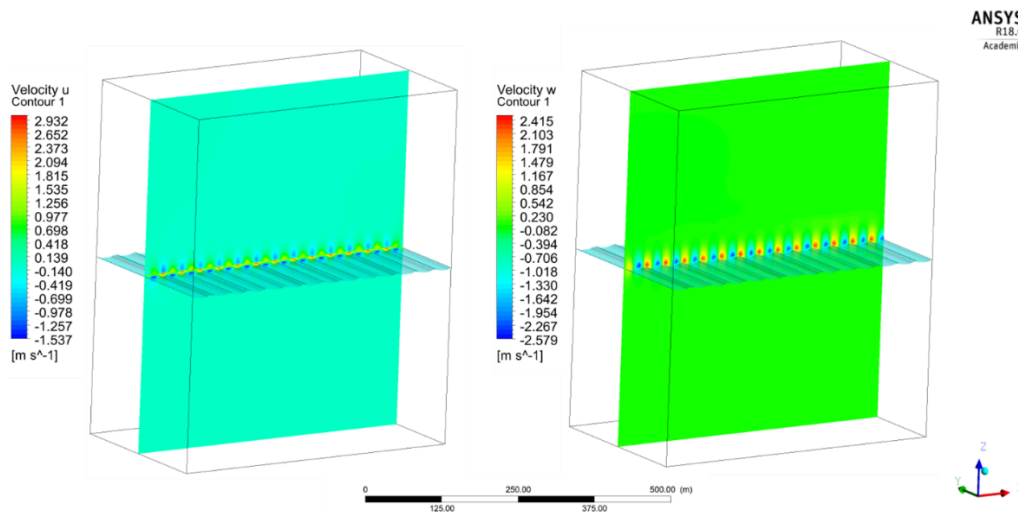 ANSYS
R18.
Academi
Velocity u
Contour 1
2.932
2.652
2.373
2.094
1.815
1.535
1.256
0.977
0.698
0.418
0.139
-0.140
-0.419
-0.699
-0.978
-1.257
-1.537
[m s^-1]
Velocity w
Contour 1
2.415
2.103
1.791
1.479
1.167
0.854
0.542
0.230
-0.082
-0.394
-0.706
-1.018
-1.330
-1.642
-1.954
-2.267
-2.579
[m s^-1]
0 250.00 500.00 (m)
125.00 375.00
Z
Y